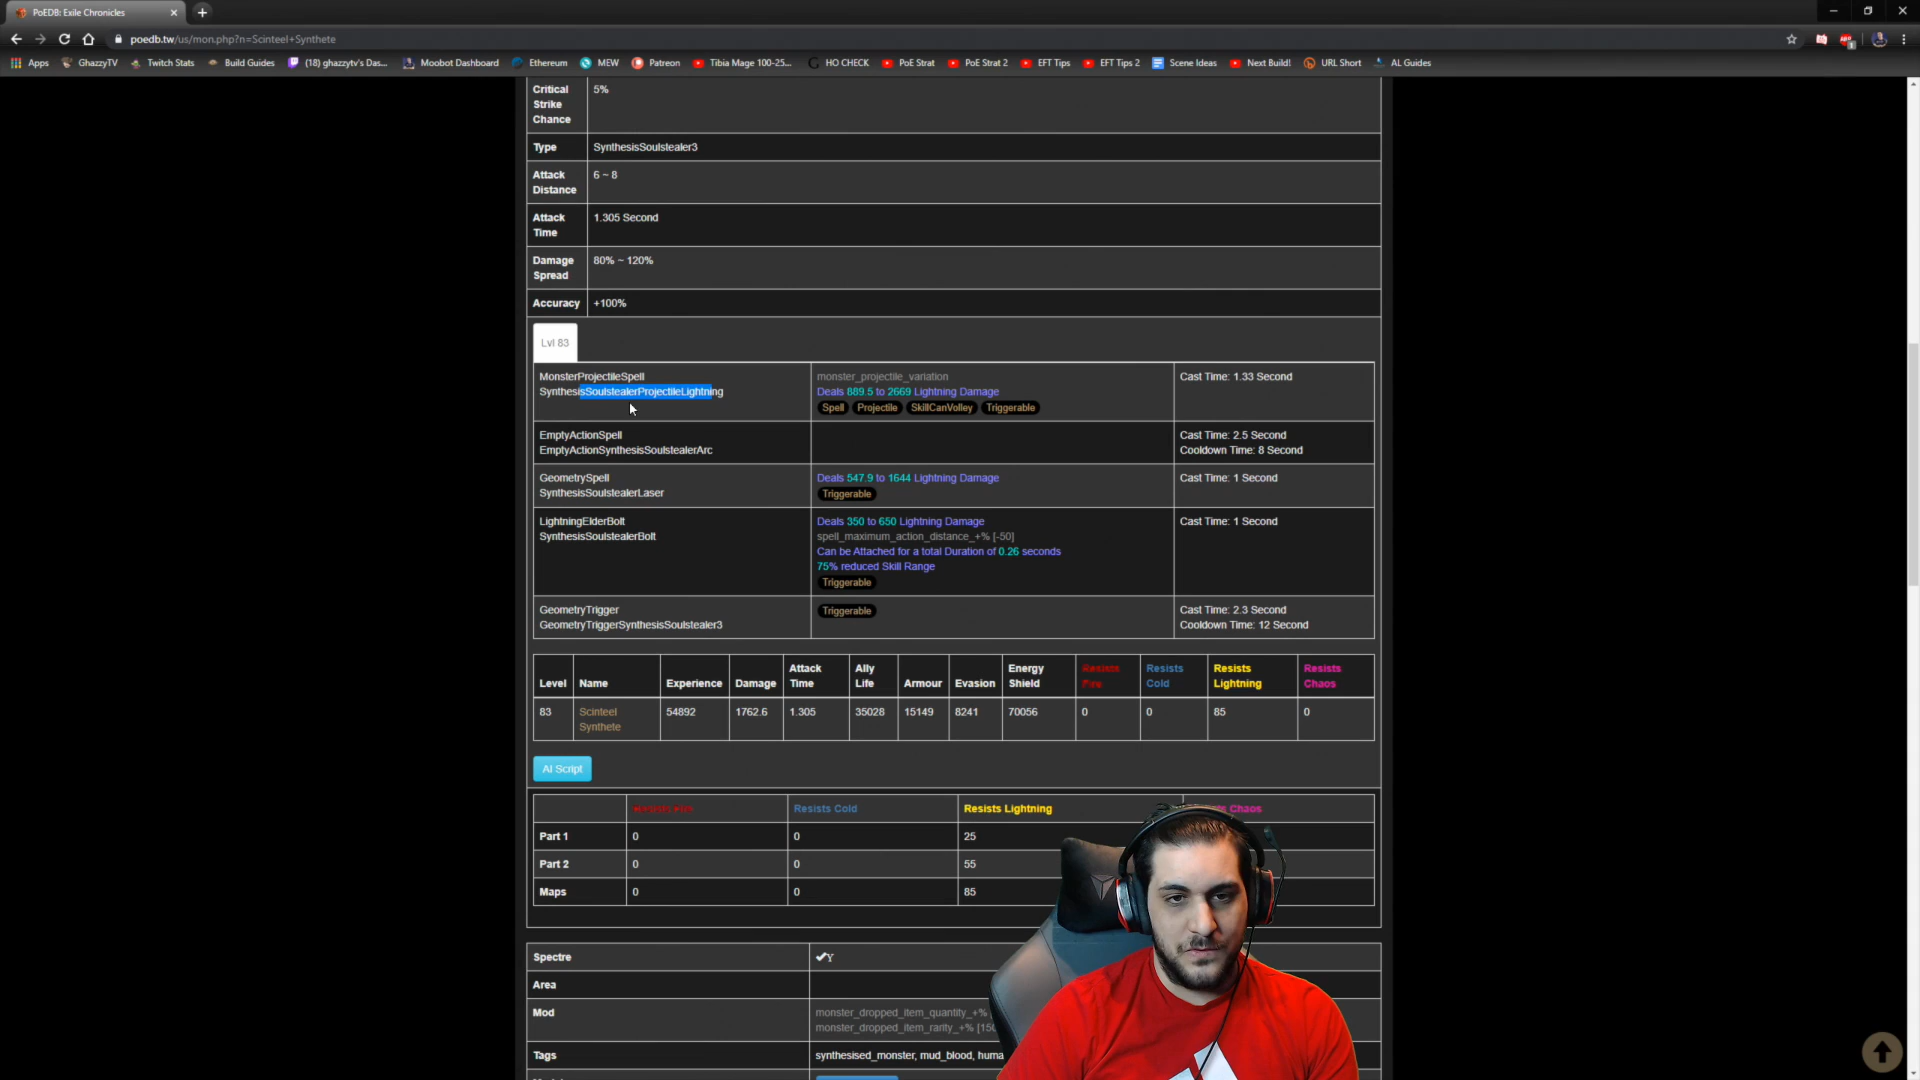 PoEDB: Exile Chronicles
poedb.tw/us/mon.php?n=Scinteel+Synthete
Apps GhazzyTV Twitch Stats Build Guides (18) ghazzytv's Das... Moobot Dashboard Ethereum MEW Patreon Tibia Mage 100-25... HO CHECK PoE Strat PoE Strat 2 EFT Tips EFT Tips 2 Scene Ideas Next Build! URL Short AL Guides
Critical Strike Chance 5%
Type SynthesisSoulstealer3
Attack Distance 6 ~ 8
Attack Time 1.305 Second
Damage Spread 80% ~ 120%
Accuracy +100%
Lvl 83
MonsterProjectileSpell monster_projectile_variation Cast Time: 1.33 Second
SynthesisSoulstealerProjectileLightning Deals 889.5 to 2669 Lightning Damage
Spell Projectile SkillCanVolley Triggerable
EmptyActionSpell Cast Time: 2.5 Second
EmptyActionSynthesisSoulstealerArc Cooldown Time: 8 Second
GeometrySpell Deals 547.9 to 1644 Lightning Damage Cast Time: 1 Second
SynthesisSoulstealerLaser Triggerable
LightningElderBolt Deals 350 to 650 Lightning Damage Cast Time: 1 Second
SynthesisSoulstealerBolt spell_maximum_action_distance_+% [-50]
Can be Attached for a total Duration of 0.26 seconds
75% reduced Skill Range
Triggerable
GeometryTrigger Triggerable Cast Time: 2.3 Second
GeometryTriggerSynthesisSoulstealer3 Cooldown Time: 12 Second
Level Name Experience Damage Attack Time Ally Life Armour Evasion Energy Shield Resists Fire Resists Cold Resists Lightning Resists Chaos
83 Scinteel Synthete 54892 1762.6 1.305 35028 15149 8241 70056 0 0 85 0
AI Script
Resists Fire Resists Cold Resists Lightning Chaos
Part 1 0 0 25
Part 2 0 0 55
Maps 0 0 85
Spectre Y
Area
Mod monster_dropped_item_quantity_+% [
monster_dropped_item_rarity_+% [150
Tags synthesised_monster, mud_blood, huma